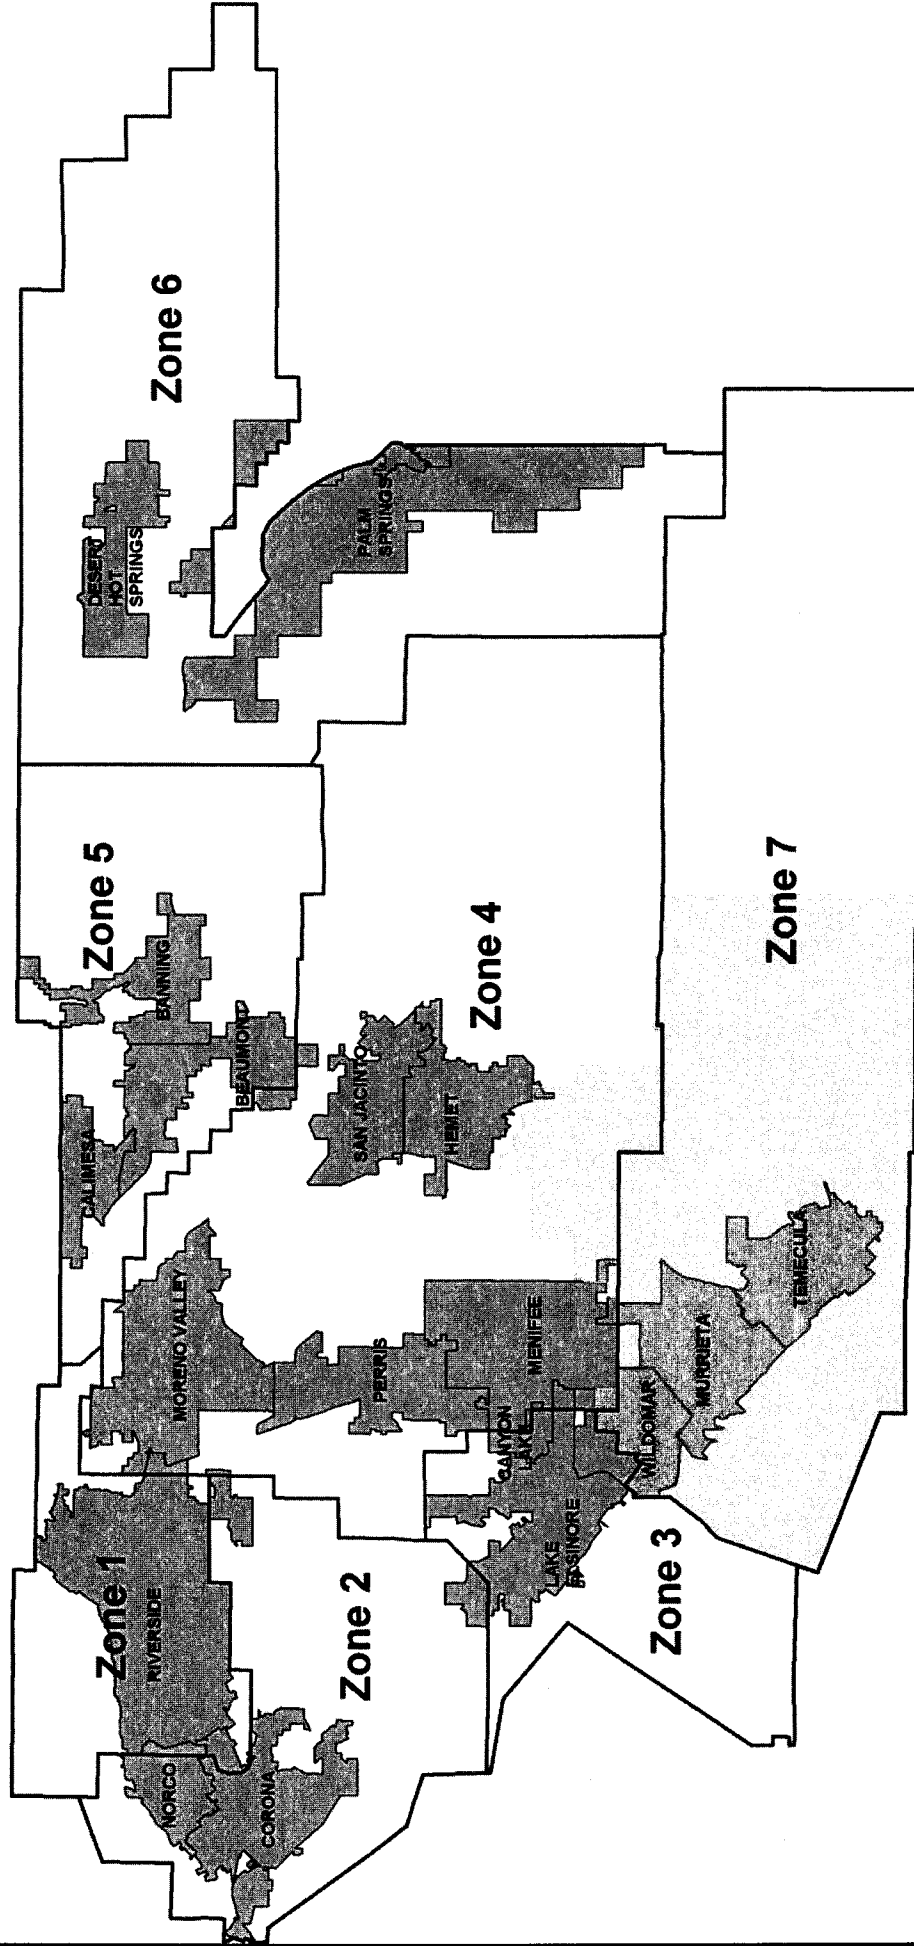 Zone 1
RIVERSIDE
NORCO
CORONA
Zone 2
MORENO VALLEY
PERRIS
MENIFEE
CANYON
LAKE
LAKE
ELSINORE
Zone 3
WILDOMAR
MURRIETA
TEMECULA
CALIMESA
BEAUMONT
BANNING
Zone 5
SAN JACINTO
HEMET
Zone 4
Zone 7
DESERT
HOT
SPRINGS
PALM
SPRINGS
Zone 6